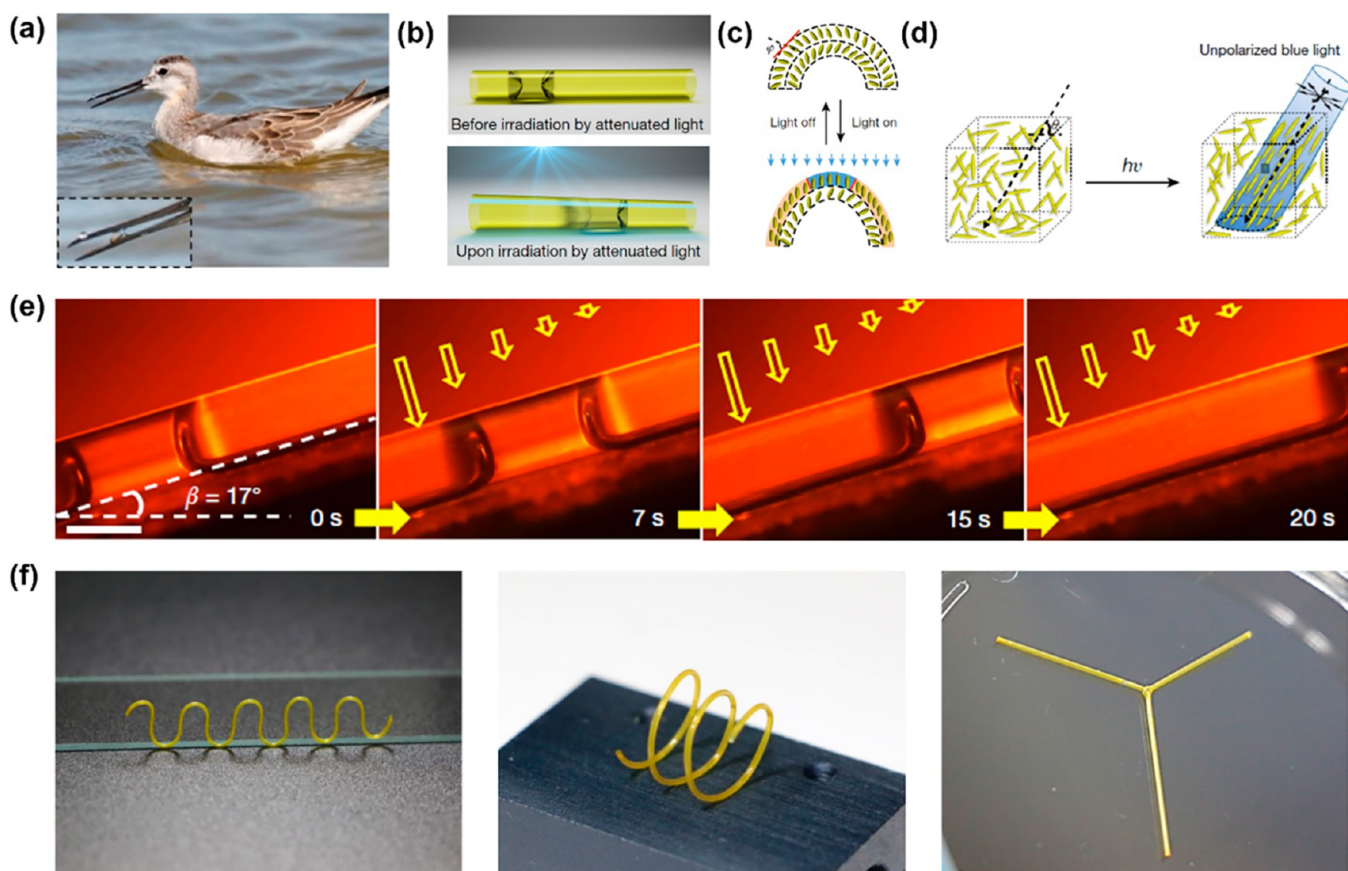 (a)
(b)
Before irradiation by attenuated light
Upon irradiation by attenuated light
(c)
Light off
Light on
(d)
Unpolarized blue light
hν
(e)
β = 17°
0 s
7 s
15 s
20 s
(f)